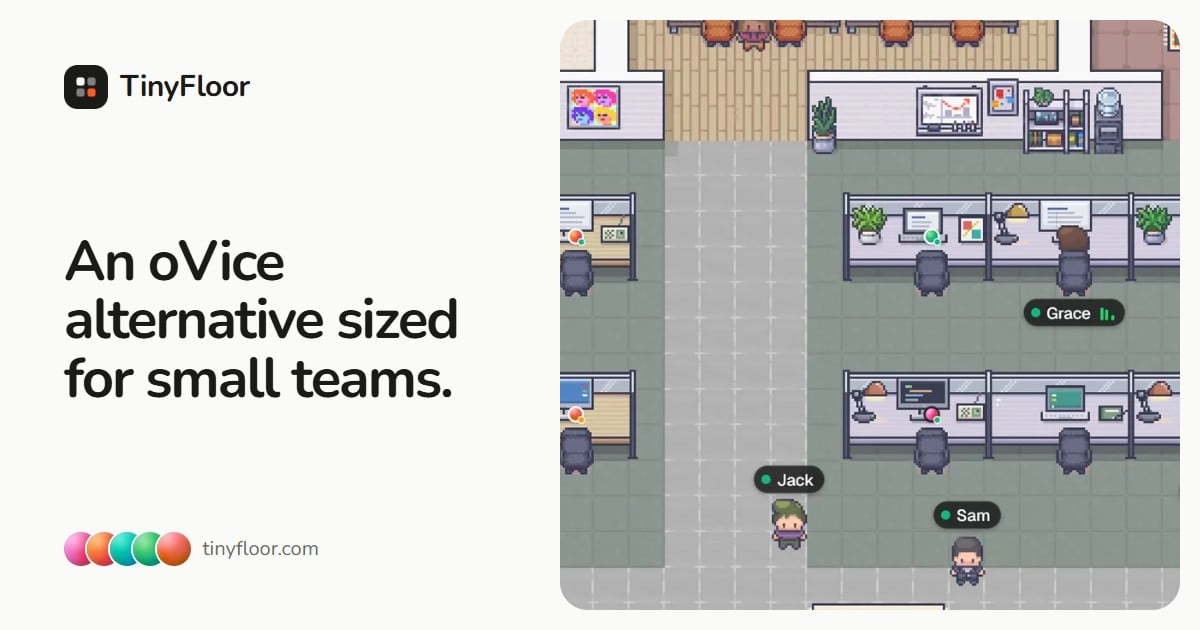 TinyFloor
An oVice
alternative sized
for small teams.
tinyfloor.com
Grace
Jack
Sam